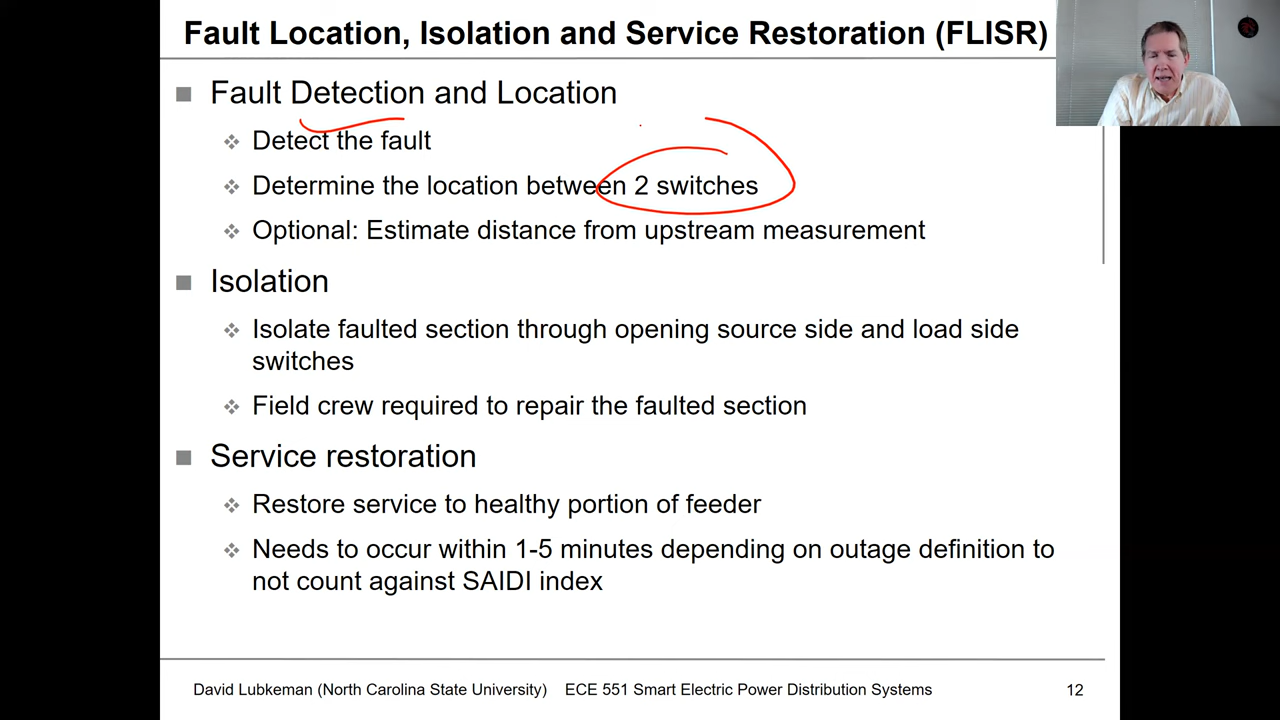 Fault Location, Isolation and Service Restoration (FLISR)
Fault Detection and Location
Detect the fault
Determine the location between 2 switches
Optional: Estimate distance from upstream measurement
Isolation
Isolate faulted section through opening source side and load side
switches
Field crew required to repair the faulted section
Service restoration
Restore service to healthy portion of feeder
Needs to occur within 1-5 minutes depending on outage definition to
not count against SAIDI index
David Lubkeman (North Carolina State University) ECE 551 Smart Electric Power Distribution Systems 12